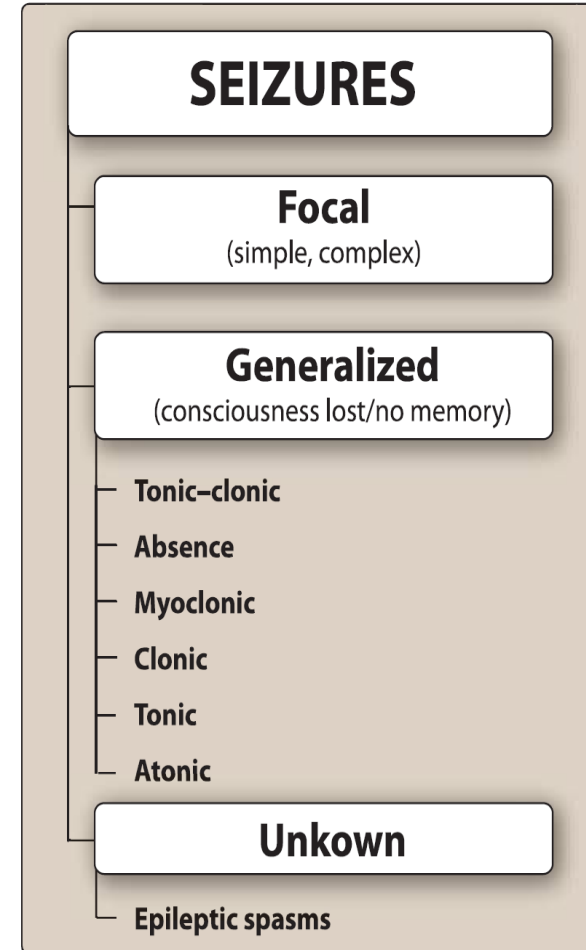 SEIZURES
Focal
(simple, complex)
Generalized
(consciousness lost/no memory)
Tonic–clonic
Absence
Myoclonic
Clonic
Tonic
Atonic
Unkown
Epileptic spasms